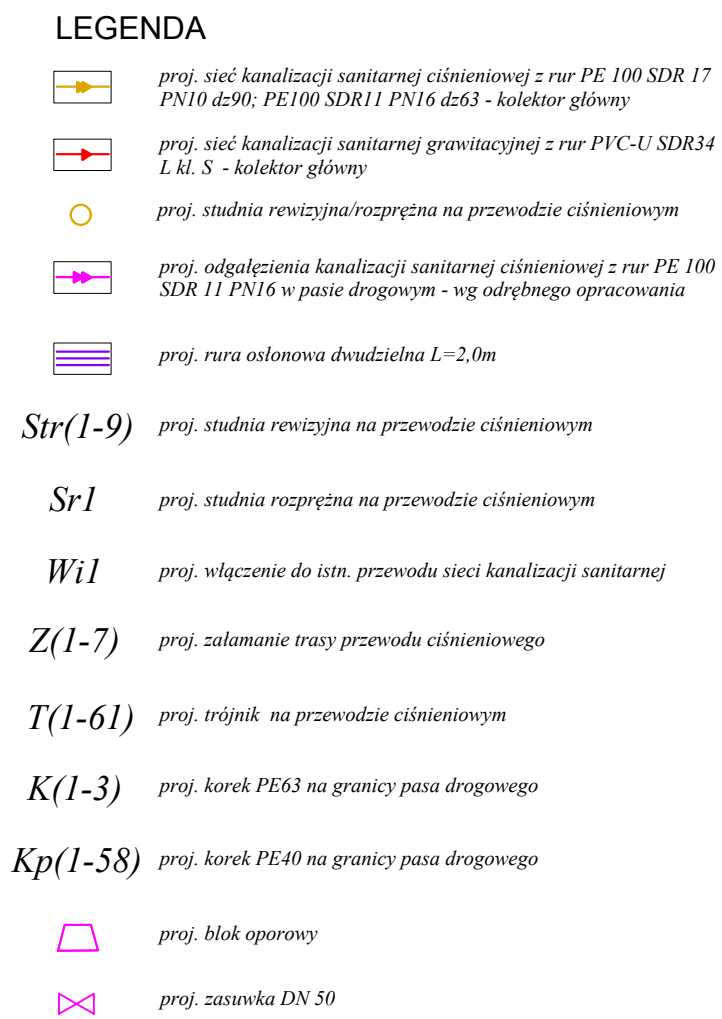 LEGENDA
proj. sieć kanalizacji sanitarnej ciśnieniowej z rur PE 100 SDR 17
PN10 dz90; PE100 SDR11 PN16 dz63 - kolektor główny
proj. sieć kanalizacji sanitarnej grawitacyjnej z rur PVC-U SDR34
L kl. S - kolektor główny
proj. studnia rewizyjna/rozprężna na przewodzie ciśnieniowym
proj. odgałęzienia kanalizacji sanitarnej ciśnieniowej z rur PE 100
SDR 11 PN16 w pasie drogowym - wg odrębnego opracowania
proj. rura osłonowa dwudzielna L=2,0m
Str(1-9) proj. studnia rewizyjna na przewodzie ciśnieniowym
Sr1 proj. studnia rozprężna na przewodzie ciśnieniowym
Wi1 proj. włączenie do istn. przewodu sieci kanalizacji sanitarnej
Z(1-7) proj. załamanie trasy przewodu ciśnieniowego
T(1-61) proj. trójnik na przewodzie ciśnieniowym
K(1-3) proj. korek PE63 na granicy pasa drogowego
Kp(1-58) proj. korek PE40 na granicy pasa drogowego
proj. blok oporowy
proj. zasuwka DN 50